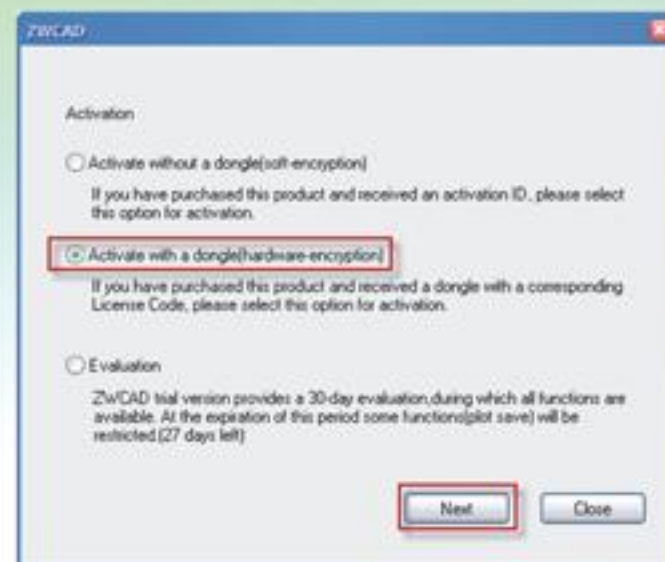 ZWCAD
Activation
Activate without a dongle(soft-encryption)
If you have purchased this product and received an activation ID, please select
this option for activation.
Activate with a dongle(hardware-encryption)
If you have purchased this product and received a dongle with a corresponding
License Code, please select this option for activation.
Evaluation
ZWCAD trial version provides a 30-day evaluation,during which all functions are
available. At the expiration of this period some functions(plot save) will be
restricted.(27 days left)
Next
Close